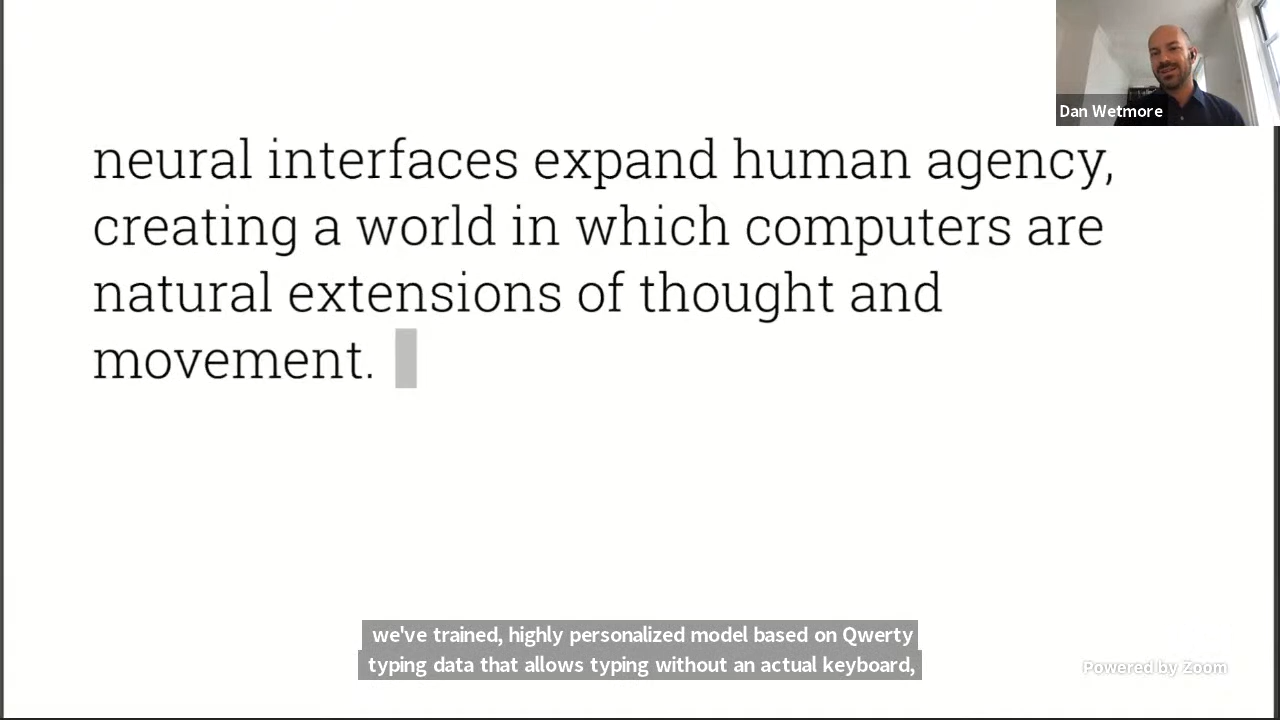 Dan Wetmore
neural interfaces expand human agency,
creating a world in which computers are
natural extensions of thought and
movement.
we've trained, highly personalized model based on Qwerty
typing data that allows typing without an actual keyboard,
Powered by Zoom